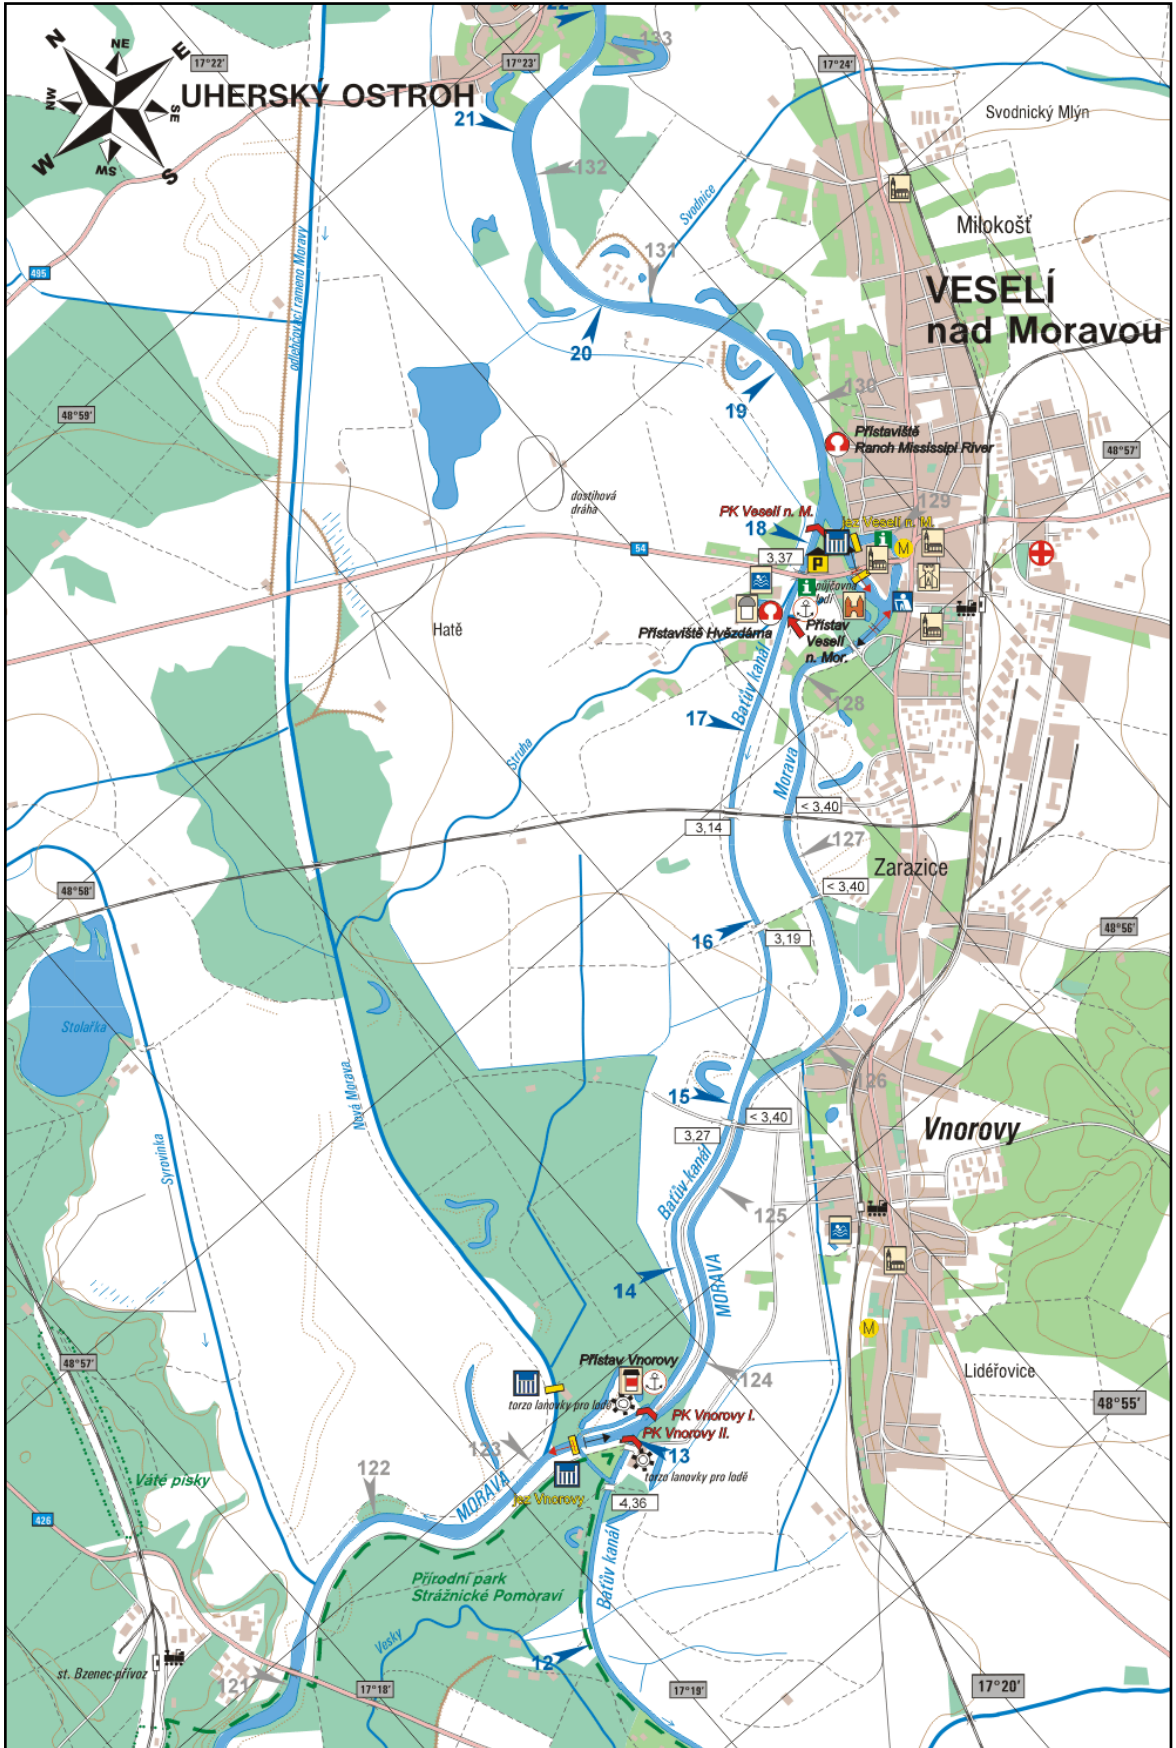 22
133
N
NE
E
17°22'
17°23'
17°24'
NW
UHERSKÝ OSTROH
SE
21
Svodnický Mlýn
W
SW
S
132
Svodnice
Milokošť
131
495
odlehčovací rameno Moravy
VESELÍ
nad Moravou
20
130
19
48°59'
Přístaviště
Ranch Mississipi River
48°57'
dostihová
dráha
129
PK Veselí n. M.
jez Veselí n. M.
18
i
M
54
3,37
P
i
půjčovna
lodí
Hatě
Přístaviště Hvězdárna
Přístav
Veselí
n. Mor.
Baťův kanál
128
17
Struha
Morava
< 3,40
3,14
127
Zarazice
48°58'
< 3,40
16
3,19
48°56'
Stolařka
126
Nová Morava
15
< 3,40
3,27
Vnorovy
Syrovinka
Baťův kanál
125
14
MORAVA
M
48°57'
Přístav Vnorovy
124
Lidéřovice
torzo lanovky pro lodě
48°55'
PK Vnorovy I.
PK Vnorovy II.
123
13
122
Váté písky
torzo lanovky pro lodě
MORAVA
jez Vnorovy
4,36
426
Baťův kanál
Přírodní park
Strážnické Pomoraví
Vesky
12
st. Bzenec-přívoz
121
17°18'
17°19'
17°20'